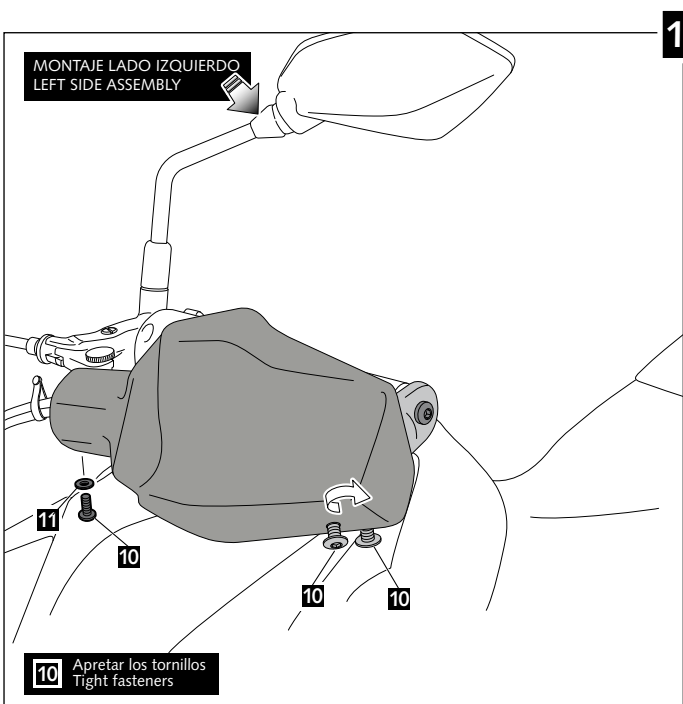 1
MONTAJE LADO IZQUIERDO
LEFT SIDE ASSEMBLY
11
10
10
10
10 Apretar los tornillos
Tight fasteners